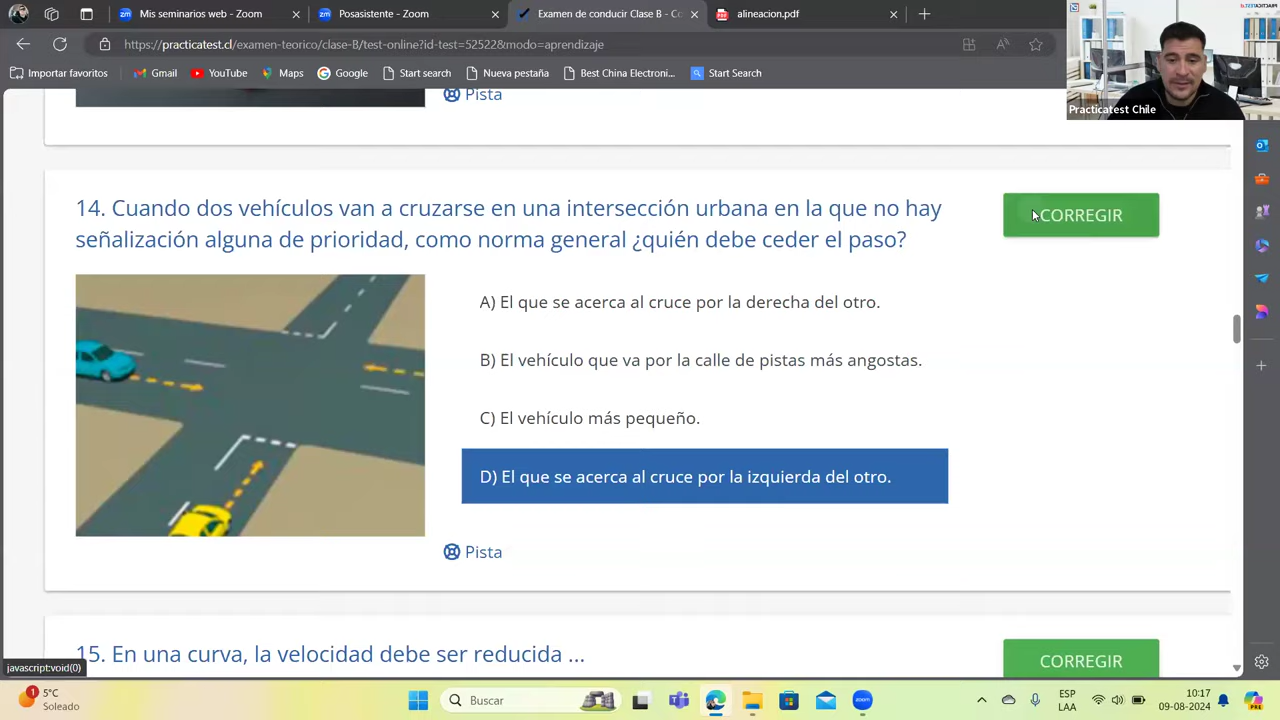 Mis seminarios web - Zoom
Posasistente - Zoom
Examen de conducir Clase B - Co
alineacion.pdf
https://practicatest.cl/examen-teorico/clase-B/test-online?id-test=52522&modo=aprendizaje
Importar favoritos
Gmail
YouTube
Maps
Google
Start search
Nueva pestaña
Best China Electroni...
Start Search
Practicatest Chile
Pista
14. Cuando dos vehículos van a cruzarse en una intersección urbana en la que no hay
señalización alguna de prioridad, como norma general ¿quién debe ceder el paso?
CORREGIR
A) El que se acerca al cruce por la derecha del otro.
B) El vehículo que va por la calle de pistas más angostas.
C) El vehículo más pequeño.
D) El que se acerca al cruce por la izquierda del otro.
Pista
15. En una curva, la velocidad debe ser reducida ...
CORREGIR
javascript:void(0)
1
5°C
Soleado
Buscar
zoom
ESP
LAA
10:17
09-08-2024
PRE